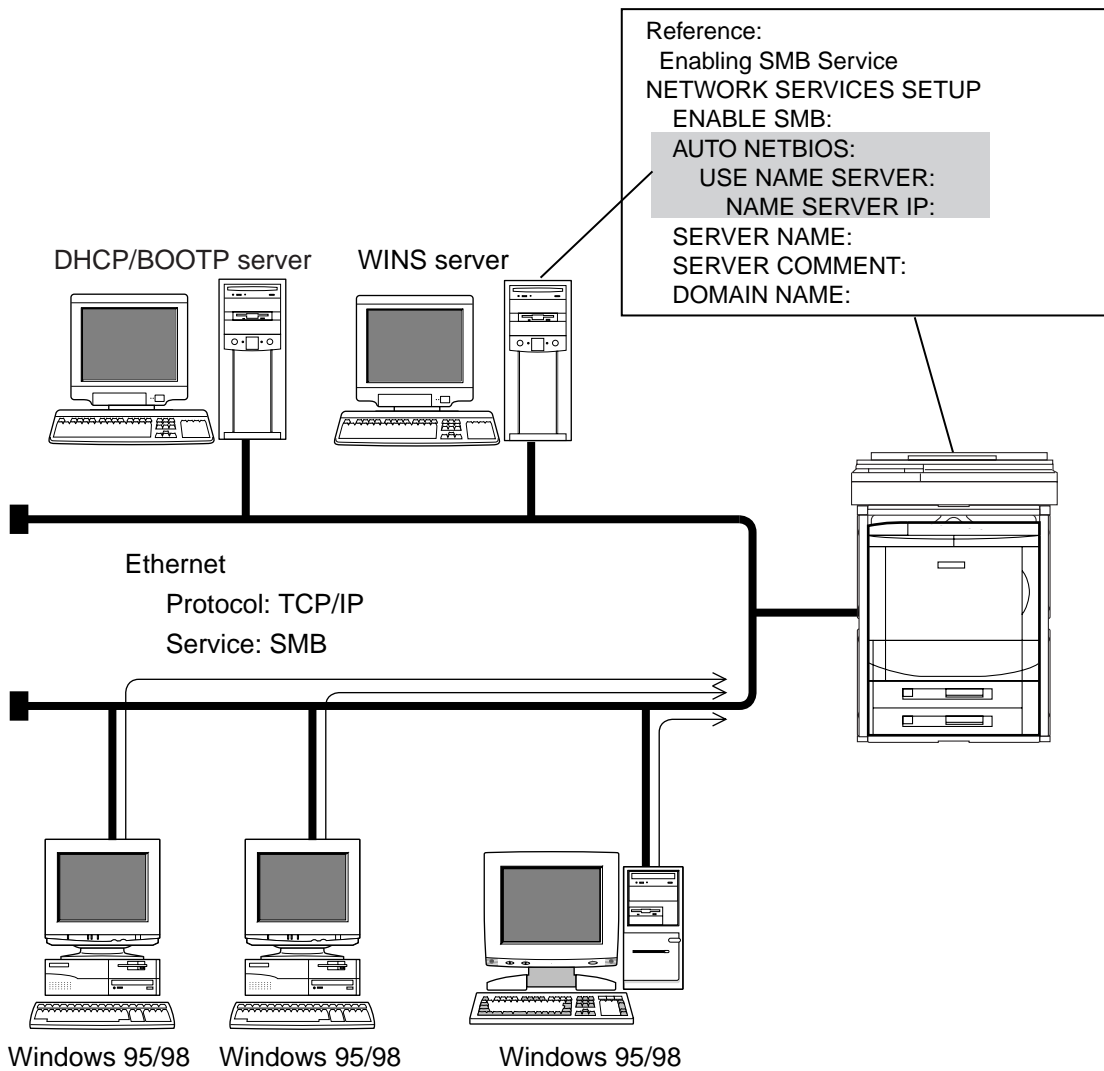 Reference:
Enabling SMB Service
NETWORK SERVICES SETUP
ENABLE SMB:
AUTO NETBIOS:
USE NAME SERVER:
NAME SERVER IP:
SERVER NAME:
SERVER COMMENT:
DOMAIN NAME:
DHCP/BOOTP server
WINS server
Ethernet
Protocol: TCP/IP
Service: SMB
Windows 95/98
Windows 95/98
Windows 95/98